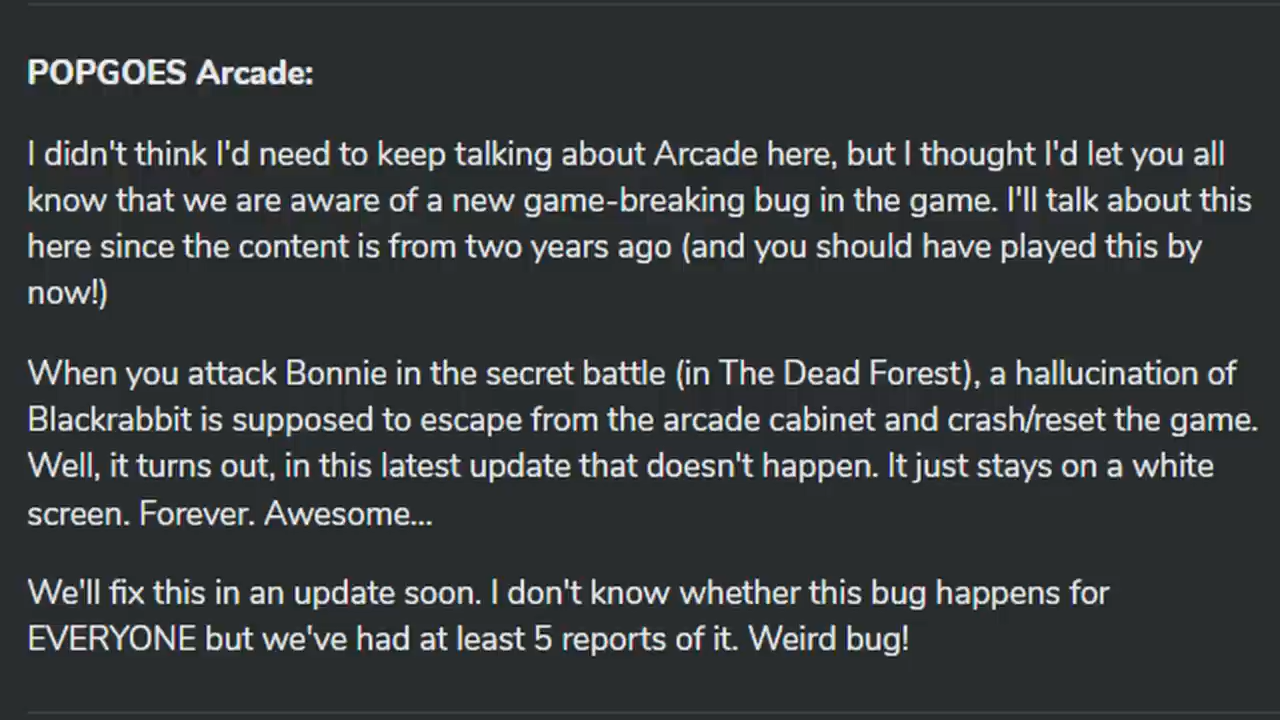 POPGOES Arcade:
I didn't think I'd need to keep talking about Arcade here, but I thought I'd let you all
know that we are aware of a new game-breaking bug in the game. I'll talk about this
here since the content is from two years ago (and you should have played this by
now!)
When you attack Bonnie in the secret battle (in The Dead Forest), a hallucination of
Blackrabbit is supposed to escape from the arcade cabinet and crash/reset the game.
Well, it turns out, in this latest update that doesn't happen. It just stays on a white
screen. Forever. Awesome...
We'll fix this in an update soon. I don't know whether this bug happens for
EVERYONE but we've had at least 5 reports of it. Weird bug!